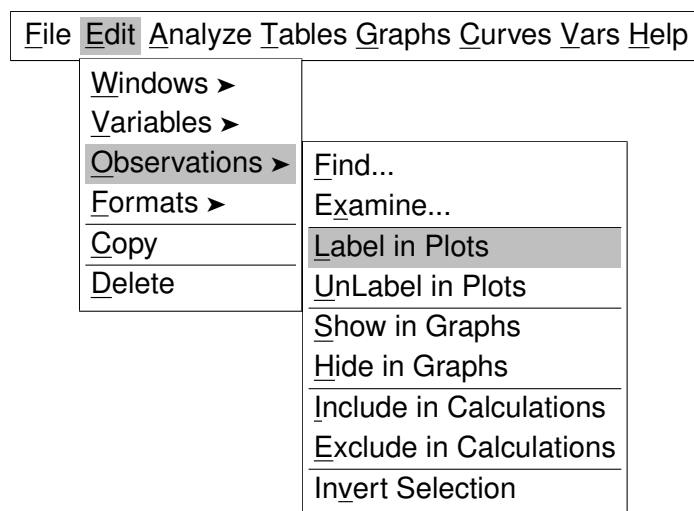 File Edit Analyze Tables Graphs Curves Vars Help
Windows ➤
Variables ➤
Observations ➤
Formats ➤
Copy
Delete
Find...
Examine...
Label in Plots
UnLabel in Plots
Show in Graphs
Hide in Graphs
Include in Calculations
Exclude in Calculations
Invert Selection